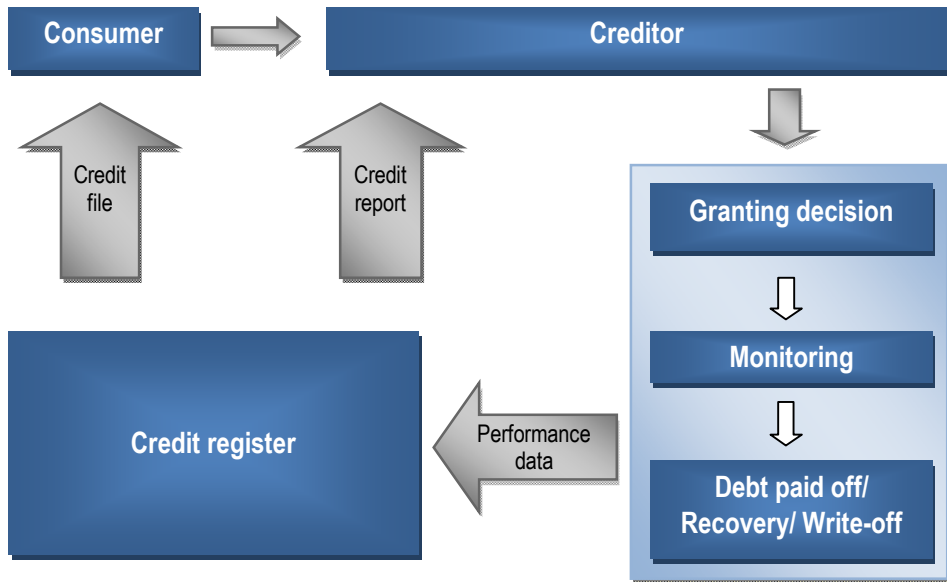 Consumer
Creditor
Credit
file
Credit
report
Granting decision
Monitoring
Credit register
Performance
data
Debt paid off/
Recovery/ Write-off